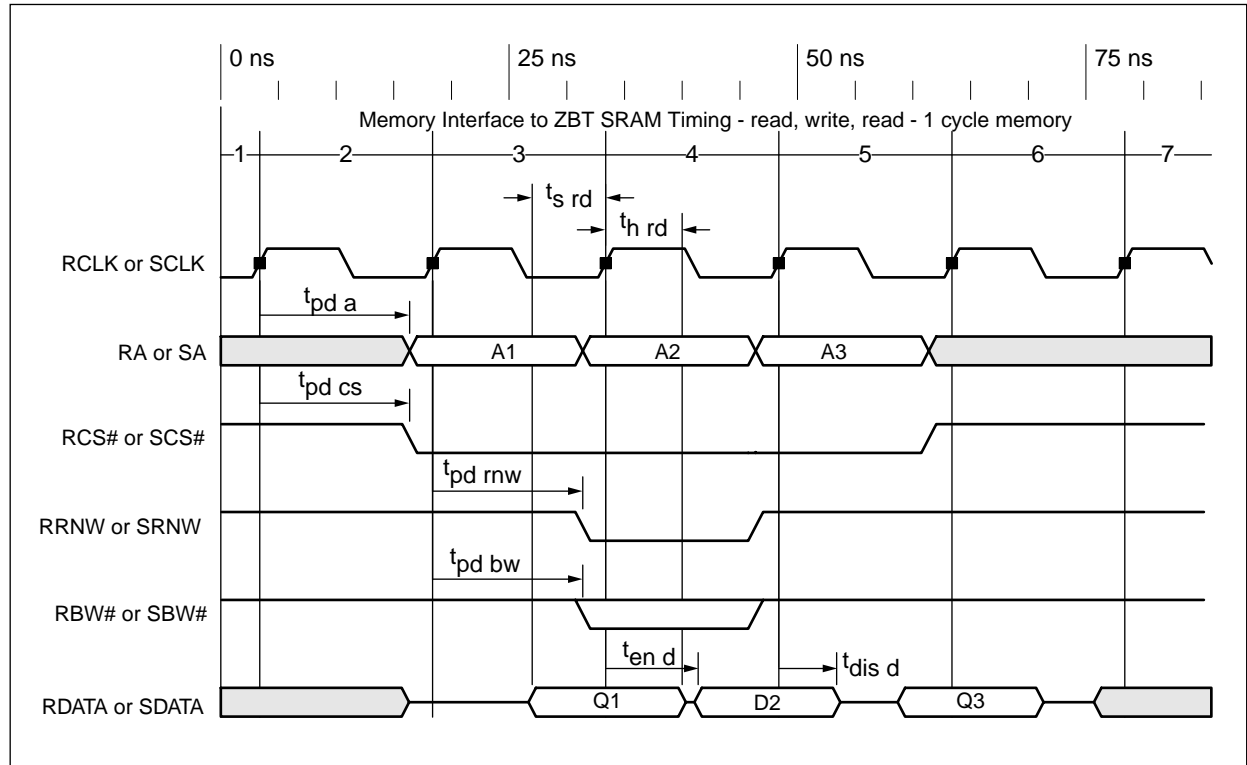 0 ns 25 ns 50 ns 75 ns
Memory Interface to ZBT SRAM Timing - read, write, read - 1 cycle memory
1 2 3 4 5 6 7
ts rd
th rd
RCLK or SCLK
tpd a
RA or SA A1 A2 A3
tpd cs
RCS# or SCS#
tpd rnw
RRNW or SRNW
tpd bw
RBW# or SBW#
ten d tdis d
RDATA or SDATA Q1 D2 Q3